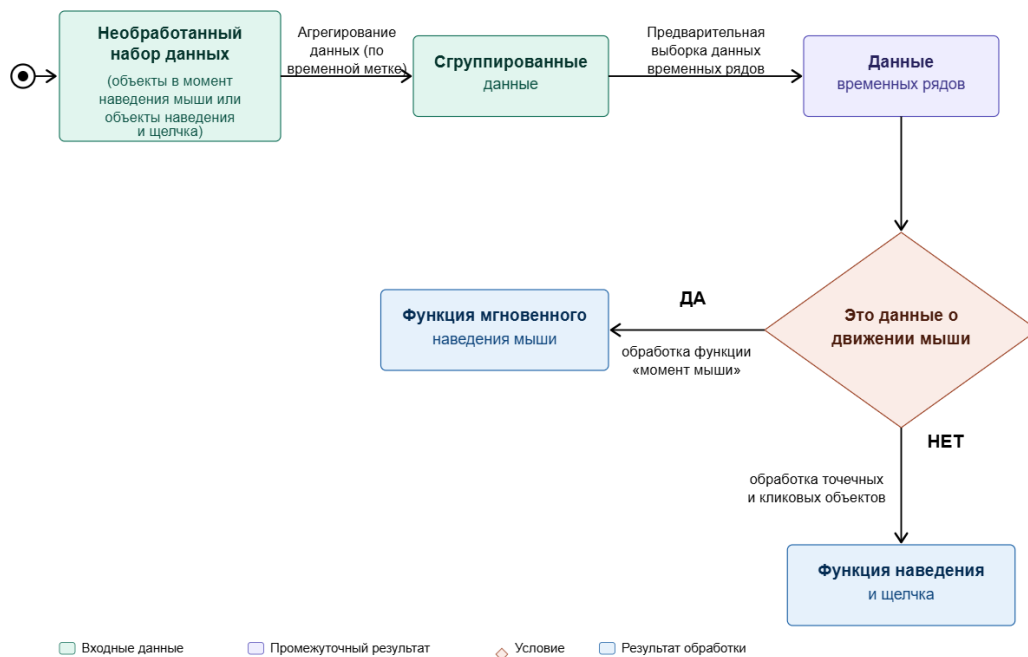 Необработанный
набор данных
(объекты в момент
наведения мыши или
объекты наведения
и щелчка)
Агрегирование
данных (по
временной метке)
Сгруппированные
данные
Предварительная
выборка данных
временных рядов
Данные
временных рядов
Это данные о
движении мыши
ДА
обработка функции
«момент мыши»
Функция мгновенного
наведения мыши
НЕТ
обработка точечных
и кликовых объектов
Функция наведения
и щелчка
Входные данные
Промежуточный результат
Условие
Результат обработки